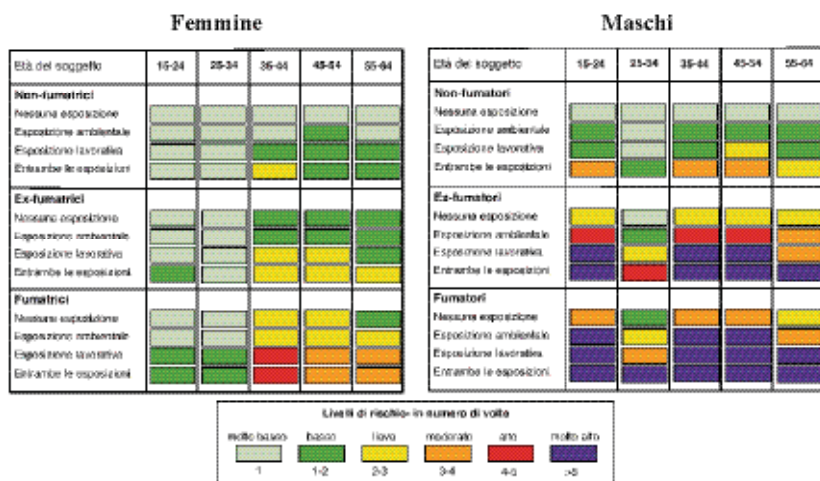 Femmine
Età del soggetto 15-24 25-34 35-44 45-54 55-64
Non-fumatrici
Nessuna esposizione
Esposizione ambientale
Esposizione lavorativa
Entrambe le esposizioni
Ex-fumatrici
Nessuna esposizione
Esposizione ambientale
Esposizione lavorativa
Entrambe le esposizioni
Fumatrici
Nessuna esposizione
Esposizione ambientale
Esposizione lavorativa
Entrambe le esposizioni
Maschi
Età del soggetto 15-24 25-34 35-44 45-54 55-64
Non-fumatori
Nessuna esposizione
Esposizione ambientale
Esposizione lavorativa
Entrambe le esposizioni
Ex-fumatori
Nessuna esposizione
Esposizione ambientale
Esposizione lavorativa
Entrambe le esposizioni
Fumatori
Nessuna esposizione
Esposizione ambientale
Esposizione lavorativa
Entrambe le esposizioni
Livelli di rischio- in numero di volte
molto basso basso lieve moderato alto molto alto
1 1-2 2-3 3-4 4-5 >5